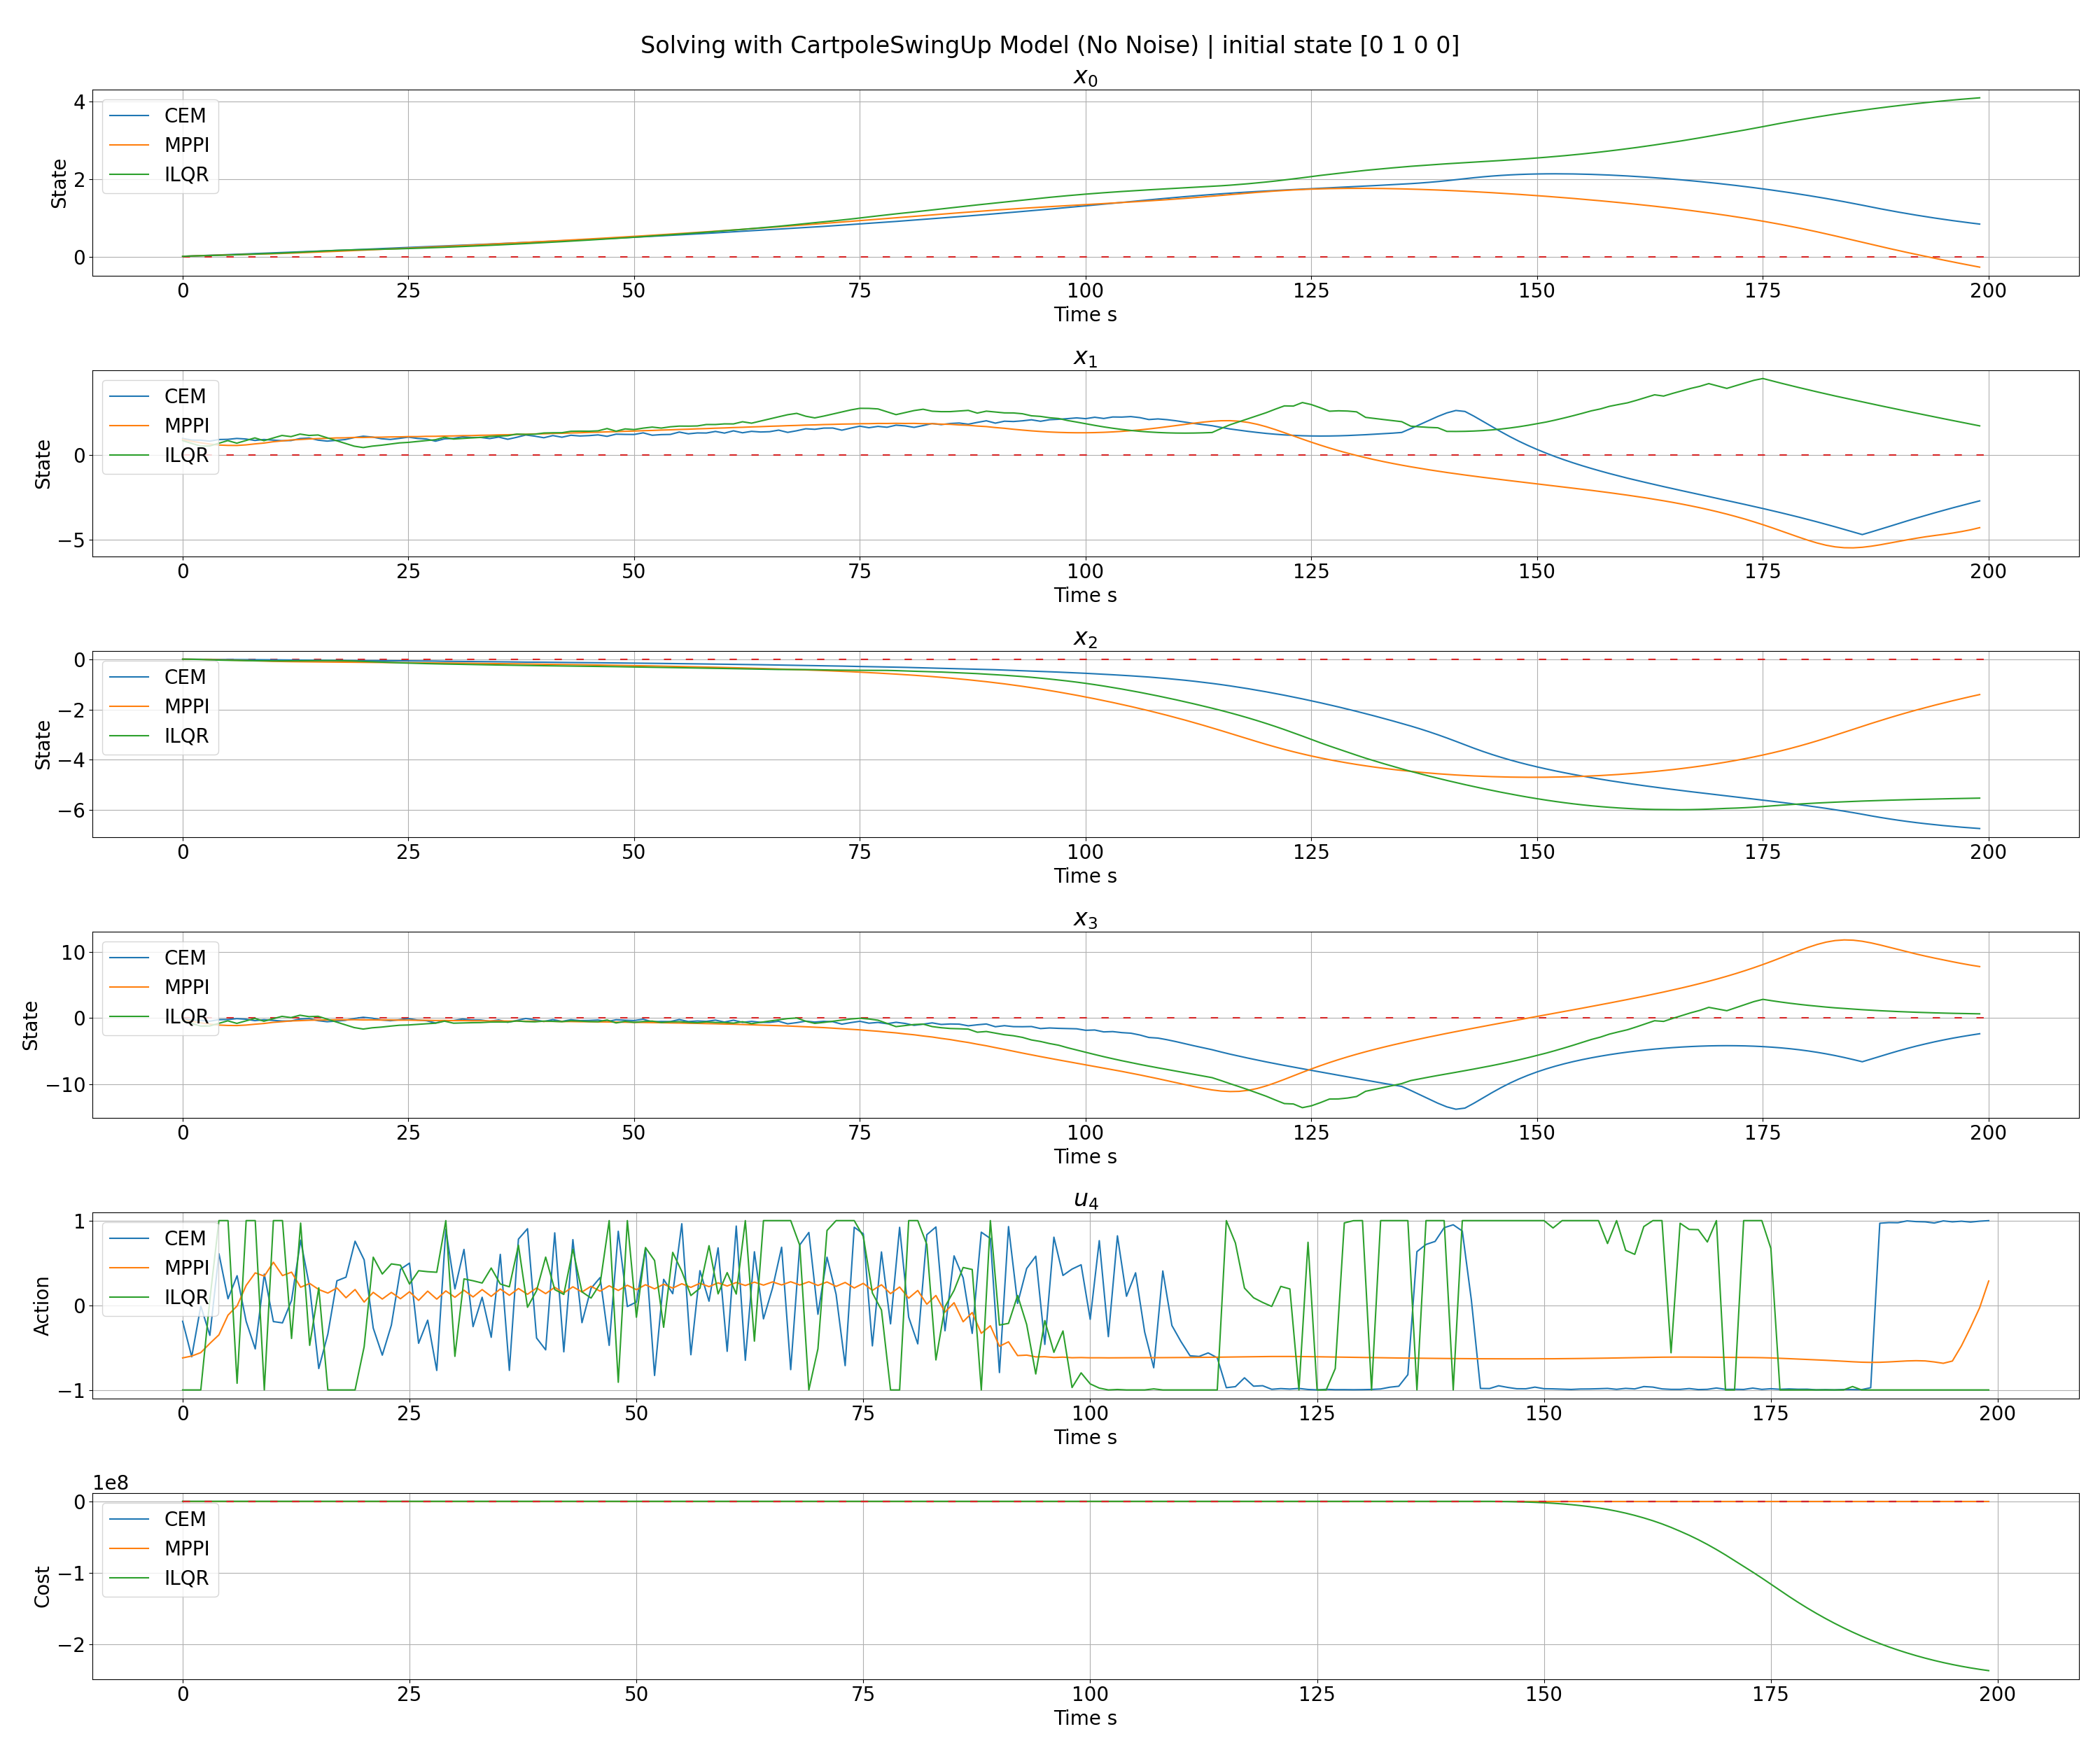 Solving with CartpoleSwingUp Model (No Noise) | initial state [0 1 0 0]
x₀
4
2
0
State
CEM
MPPI
ILQR
0 25 50 75 100 125 150 175 200
Time s
x₁
0
−5
State
CEM
MPPI
ILQR
0 25 50 75 100 125 150 175 200
Time s
x₂
0
−2
−4
−6
State
CEM
MPPI
ILQR
0 25 50 75 100 125 150 175 200
Time s
x₃
10
0
−10
State
CEM
MPPI
ILQR
0 25 50 75 100 125 150 175 200
Time s
u₄
1
0
−1
Action
CEM
MPPI
ILQR
0 25 50 75 100 125 150 175 200
Time s
1e8
0
−1
−2
Cost
CEM
MPPI
ILQR
0 25 50 75 100 125 150 175 200
Time s